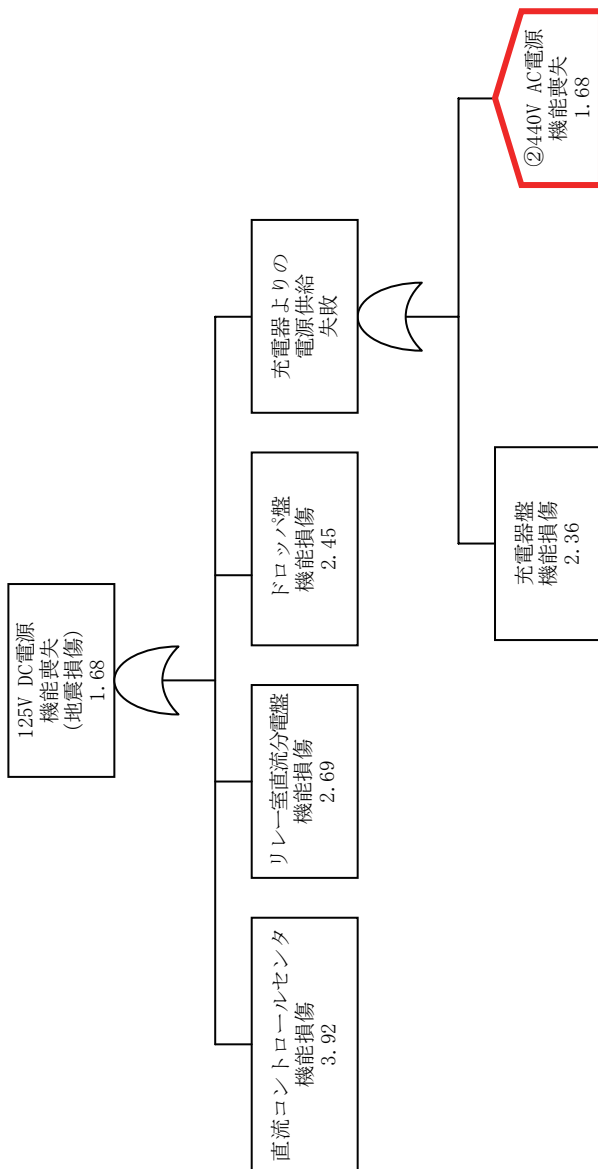 125V DC電源
機能喪失
(地震損傷)
1.68
直流コントロールセンタ
機能損傷
3.92
リレー室直流分電盤
機能損傷
2.69
ドロッパ盤
機能損傷
2.45
充電器よりの
電源供給
失敗
充電器盤
機能損傷
2.36
②440V AC電源
機能喪失
1.68